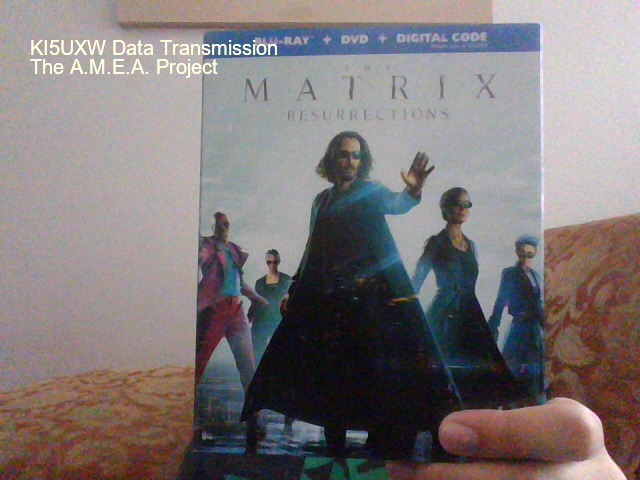 KI5UXW Data Transmission
The A.M.E.A. Project
BLU-RAY + DVD + DIGITAL CODE
THE
MATRIX
RESURRECTIONS